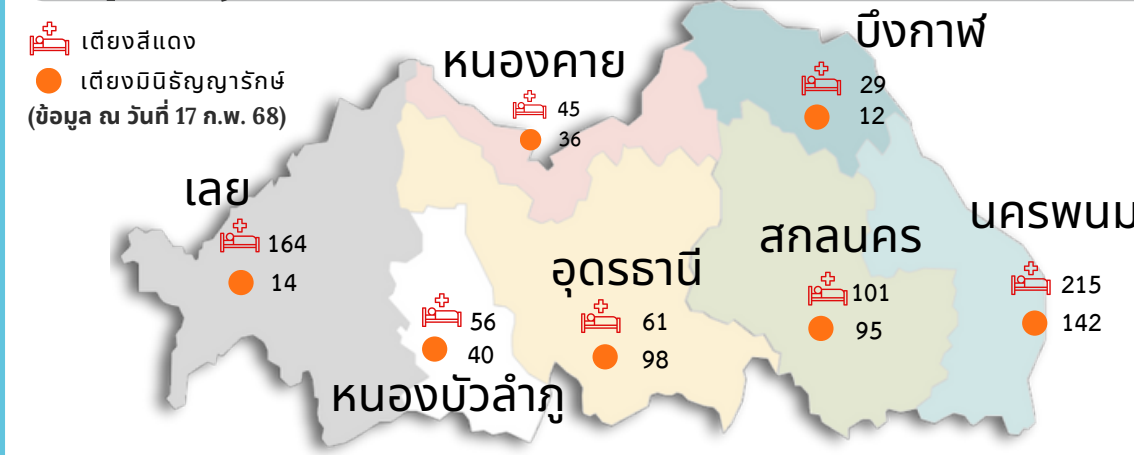 เตียงสีแดง
เตียงมินิธัญญารักษ์
(ข้อมูล ณ วันที่ 17 ก.พ. 68)
บึงกาฬ
29
12
หนองคาย
45
36
เลย
164
14
นครพนม
215
142
สกลนคร
101
95
อุดรธานี
61
98
56
40
หนองบัวลำภู